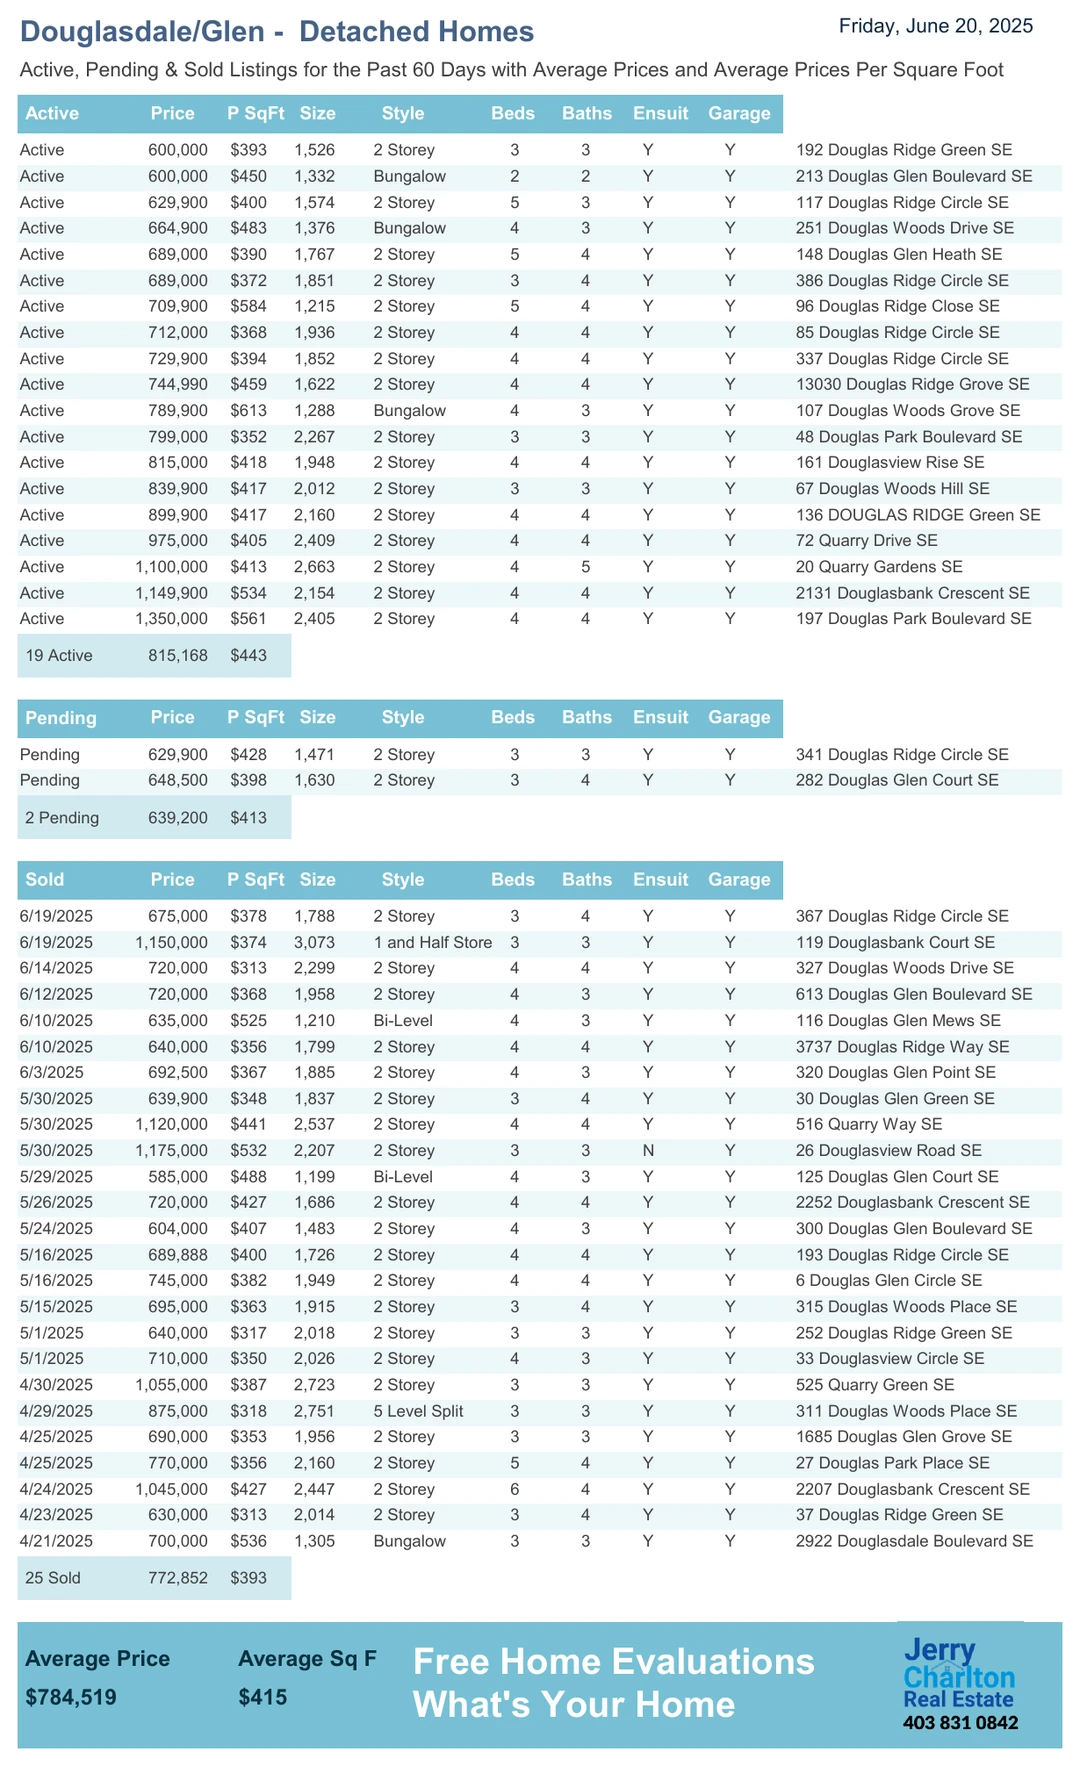 Douglasdale/Glen - Detached Homes Friday, June 20, 2025
Active, Pending & Sold Listings for the Past 60 Days with Average Prices and Average Prices Per Square Foot
Active Price P SqFt Size Style Beds Baths Ensuit Garage
Active 600,000 $393 1,526 2 Storey 3 3 Y Y 192 Douglas Ridge Green SE
Active 600,000 $450 1,332 Bungalow 2 2 Y Y 213 Douglas Glen Boulevard SE
Active 629,900 $400 1,574 2 Storey 5 3 Y Y 117 Douglas Ridge Circle SE
Active 664,900 $483 1,376 Bungalow 4 3 Y Y 251 Douglas Woods Drive SE
Active 689,000 $390 1,767 2 Storey 5 4 Y Y 148 Douglas Glen Heath SE
Active 689,000 $372 1,851 2 Storey 3 4 Y Y 386 Douglas Ridge Circle SE
Active 709,900 $584 1,215 2 Storey 5 4 Y Y 96 Douglas Ridge Close SE
Active 712,000 $368 1,936 2 Storey 4 4 Y Y 85 Douglas Ridge Circle SE
Active 729,900 $394 1,852 2 Storey 4 4 Y Y 337 Douglas Ridge Circle SE
Active 744,990 $459 1,622 2 Storey 4 4 Y Y 13030 Douglas Ridge Grove SE
Active 789,900 $613 1,288 Bungalow 4 3 Y Y 107 Douglas Woods Grove SE
Active 799,000 $352 2,267 2 Storey 3 3 Y Y 48 Douglas Park Boulevard SE
Active 815,000 $418 1,948 2 Storey 4 4 Y Y 161 Douglasview Rise SE
Active 839,900 $417 2,012 2 Storey 3 3 Y Y 67 Douglas Woods Hill SE
Active 899,900 $417 2,160 2 Storey 4 4 Y Y 136 DOUGLAS RIDGE Green SE
Active 975,000 $405 2,409 2 Storey 4 4 Y Y 72 Quarry Drive SE
Active 1,100,000 $413 2,663 2 Storey 4 5 Y Y 20 Quarry Gardens SE
Active 1,149,900 $534 2,154 2 Storey 4 4 Y Y 2131 Douglasbank Crescent SE
Active 1,350,000 $561 2,405 2 Storey 4 4 Y Y 197 Douglas Park Boulevard SE
19 Active 815,168 $443
Pending Price P SqFt Size Style Beds Baths Ensuit Garage
Pending 629,900 $428 1,471 2 Storey 3 3 Y Y 341 Douglas Ridge Circle SE
Pending 648,500 $398 1,630 2 Storey 3 4 Y Y 282 Douglas Glen Court SE
2 Pending 639,200 $413
Sold Price P SqFt Size Style Beds Baths Ensuit Garage
6/19/2025 675,000 $378 1,788 2 Storey 3 4 Y Y 367 Douglas Ridge Circle SE
6/19/2025 1,150,000 $374 3,073 1 and Half Store 3 3 Y Y 119 Douglasbank Court SE
6/14/2025 720,000 $313 2,299 2 Storey 4 4 Y Y 327 Douglas Woods Drive SE
6/12/2025 720,000 $368 1,958 2 Storey 4 3 Y Y 613 Douglas Glen Boulevard SE
6/10/2025 635,000 $525 1,210 Bi-Level 4 3 Y Y 116 Douglas Glen Mews SE
6/10/2025 640,000 $356 1,799 2 Storey 4 4 Y Y 3737 Douglas Ridge Way SE
6/3/2025 692,500 $367 1,885 2 Storey 4 3 Y Y 320 Douglas Glen Point SE
5/30/2025 639,900 $348 1,837 2 Storey 3 4 Y Y 30 Douglas Glen Green SE
5/30/2025 1,120,000 $441 2,537 2 Storey 4 4 Y Y 516 Quarry Way SE
5/30/2025 1,175,000 $532 2,207 2 Storey 3 3 N Y 26 Douglasview Road SE
5/29/2025 585,000 $488 1,199 Bi-Level 4 3 Y Y 125 Douglas Glen Court SE
5/26/2025 720,000 $427 1,686 2 Storey 4 4 Y Y 2252 Douglasbank Crescent SE
5/24/2025 604,000 $407 1,483 2 Storey 4 3 Y Y 300 Douglas Glen Boulevard SE
5/16/2025 689,888 $400 1,726 2 Storey 4 4 Y Y 193 Douglas Ridge Circle SE
5/16/2025 745,000 $382 1,949 2 Storey 4 4 Y Y 6 Douglas Glen Circle SE
5/15/2025 695,000 $363 1,915 2 Storey 3 4 Y Y 315 Douglas Woods Place SE
5/1/2025 640,000 $317 2,018 2 Storey 3 3 Y Y 252 Douglas Ridge Green SE
5/1/2025 710,000 $350 2,026 2 Storey 4 3 Y Y 33 Douglasview Circle SE
4/30/2025 1,055,000 $387 2,723 2 Storey 3 3 Y Y 525 Quarry Green SE
4/29/2025 875,000 $318 2,751 5 Level Split 3 3 Y Y 311 Douglas Woods Place SE
4/25/2025 690,000 $353 1,956 2 Storey 3 3 Y Y 1685 Douglas Glen Grove SE
4/25/2025 770,000 $356 2,160 2 Storey 5 4 Y Y 27 Douglas Park Place SE
4/24/2025 1,045,000 $427 2,447 2 Storey 6 4 Y Y 2207 Douglasbank Crescent SE
4/23/2025 630,000 $313 2,014 2 Storey 3 4 Y Y 37 Douglas Ridge Green SE
4/21/2025 700,000 $536 1,305 Bungalow 3 3 Y Y 2922 Douglasdale Boulevard SE
25 Sold 772,852 $393
Average Price Average Sq F
$784,519 $415
Free Home Evaluations
What's Your Home
Jerry
Charlton
Real Estate
403 831 0842